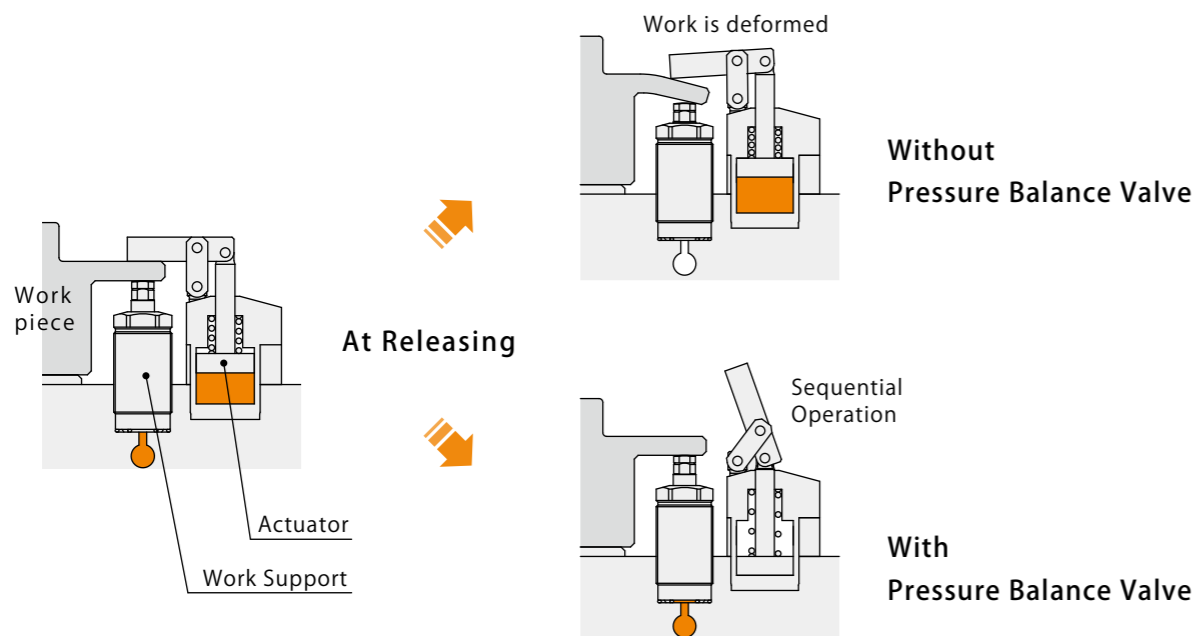 Work is deformed
Without
Pressure Balance Valve
Work
piece
At Releasing
Sequential
Operation
Actuator
Work Support
With
Pressure Balance Valve